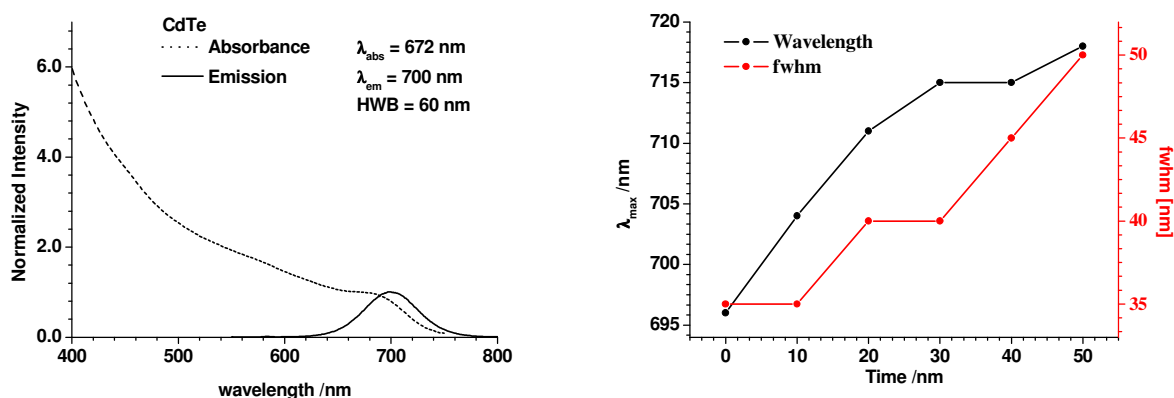 CdTe
Absorbance
Emission
λabs = 672 nm
λem = 700 nm
HWB = 60 nm
Normalized Intensity
6.0
4.0
2.0
0.0
400 500 600 700 800
wavelength /nm
Wavelength
fwhm
λmax /nm
720
715
710
705
700
695
fwhm [nm]
50
45
40
35
0 10 20 30 40 50
Time /nm